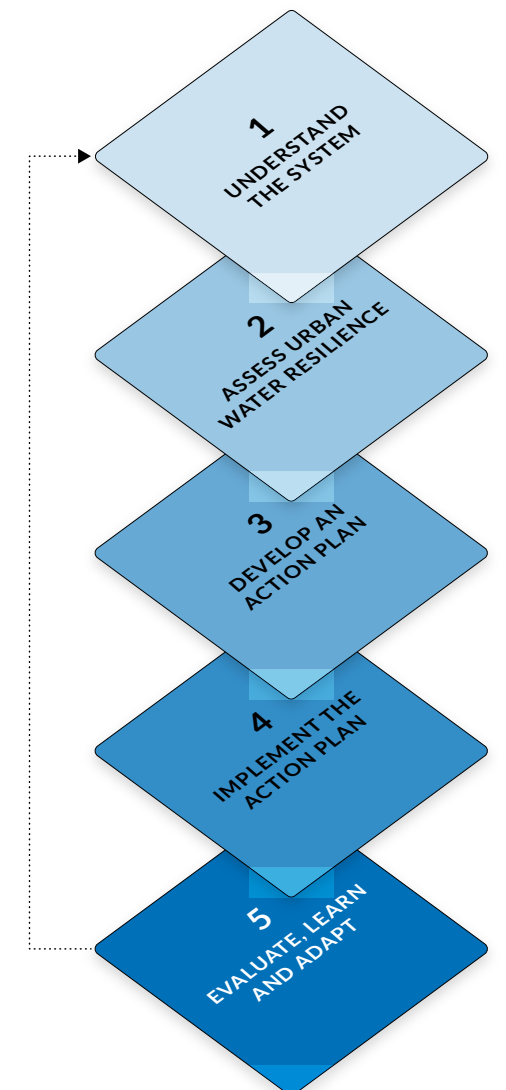 1
UNDERSTAND
THE SYSTEM
2
ASSESS URBAN
WATER RESILIENCE
3
DEVELOP AN
ACTION PLAN
4
IMPLEMENT THE
ACTION PLAN
5
EVALUATE, LEARN
AND ADAPT